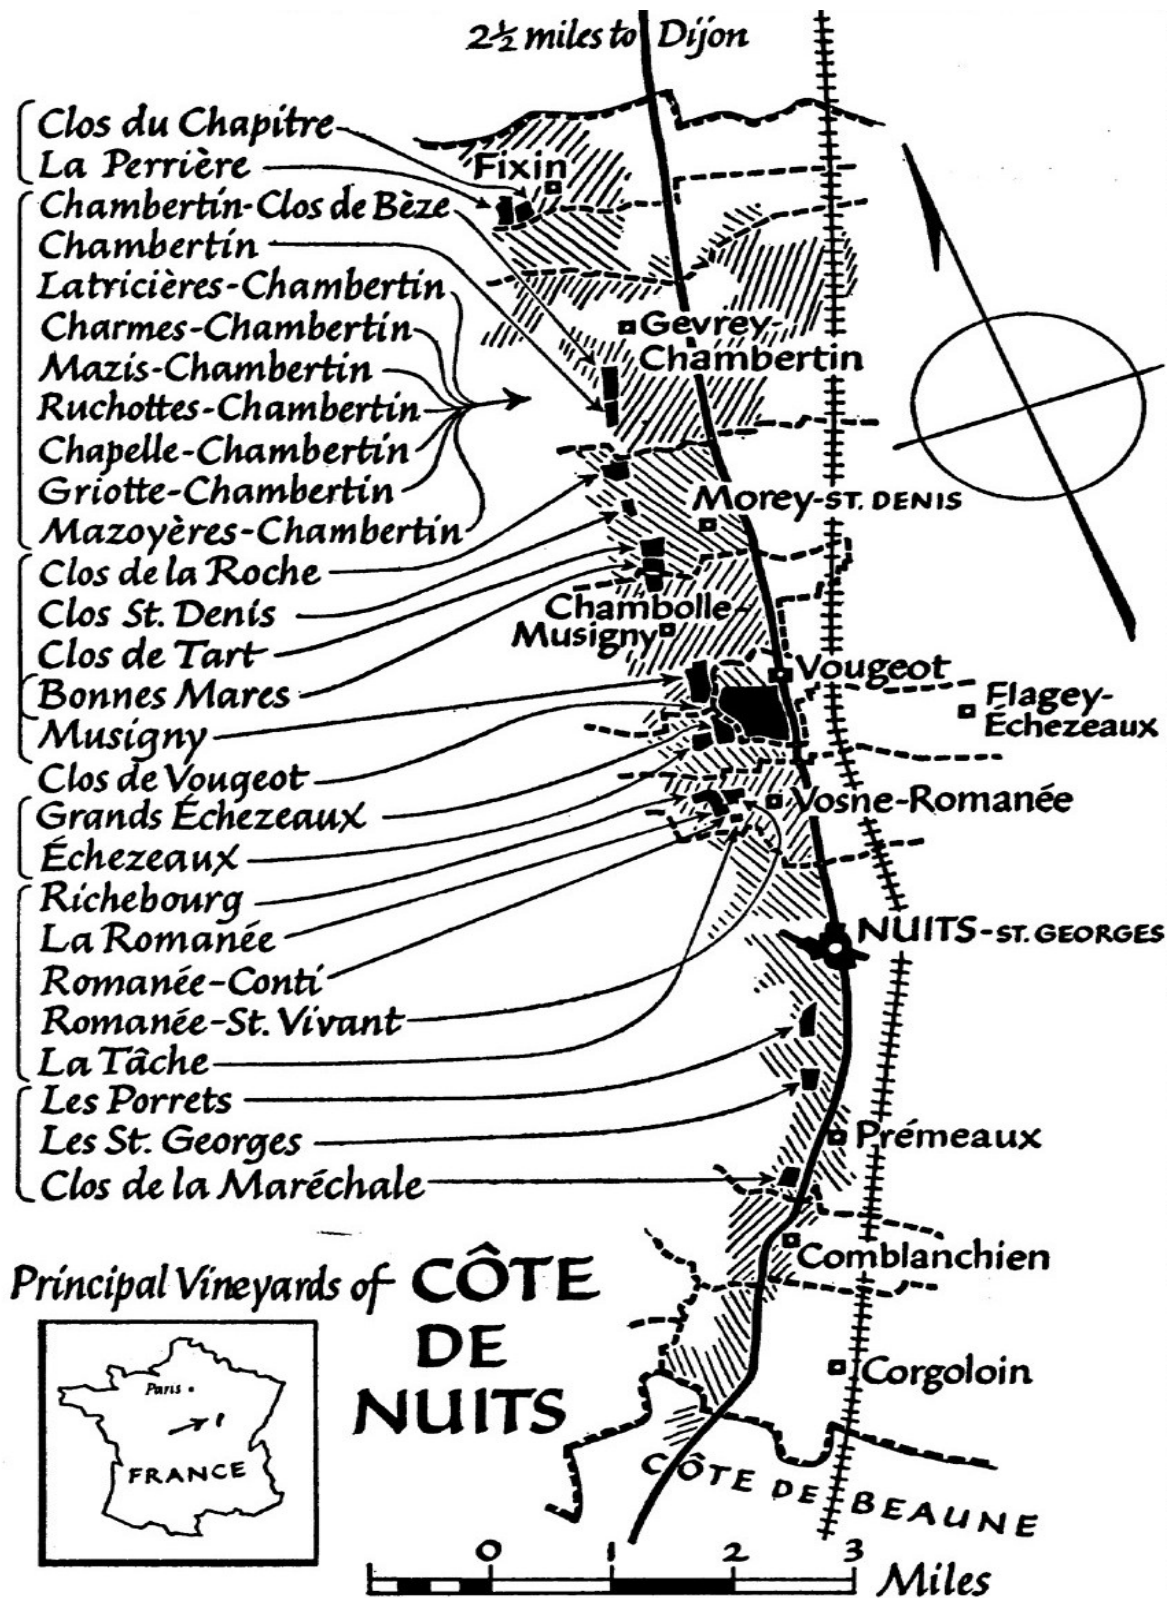 2½ miles to Dijon
Clos du Chapitre
La Perrière
Chambertin-Clos de Bèze
Chambertin
Latricières-Chambertin
Charmes-Chambertin
Mazis-Chambertin
Ruchottes-Chambertin
Chapelle-Chambertin
Griotte-Chambertin
Mazoyères-Chambertin
Clos de la Roche
Clos St. Denis
Clos de Tart
Bonnes Mares
Musigny
Clos de Vougeot
Grands Échezeaux
Échezeaux
Richebourg
La Romanée
Romanée-Conti
Romanée-St. Vivant
La Tâche
Les Porrets
Les St. Georges
Clos de la Maréchale
Fixin
Gevrey-
Chambertin
Morey-ST. DENIS
Chambolle-
Musigny
Vougeot
Flagey-
Échezeaux
Vosne-Romanée
NUITS-ST. GEORGES
Prémeaux
Comblanchien
Corgoloin
CÔTE DE BEAUNE
Principal Vineyards of CÔTE
DE
NUITS
Paris
FRANCE
0 1 2 3
Miles